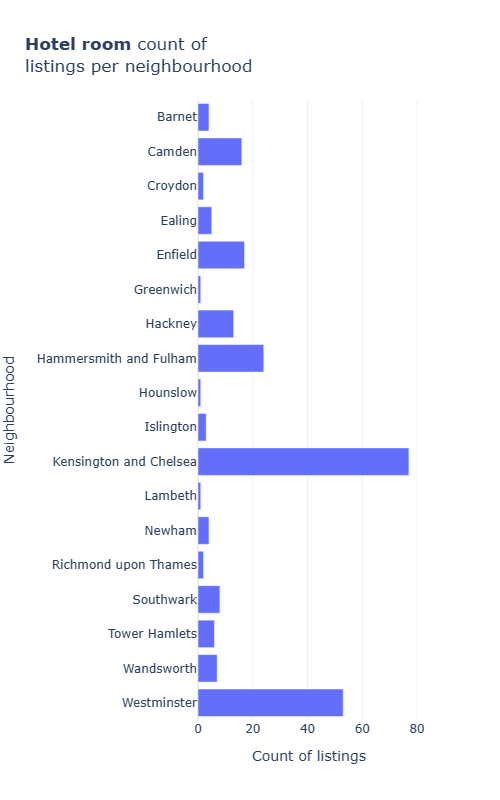 Hotel room count of
listings per neighbourhood
Barnet
Camden
Croydon
Ealing
Enfield
Greenwich
Hackney
Hammersmith and Fulham
Hounslow
Islington
Kensington and Chelsea
Lambeth
Newham
Richmond upon Thames
Southwark
Tower Hamlets
Wandsworth
Westminster
Neighbourhood
0 20 40 60 80
Count of listings